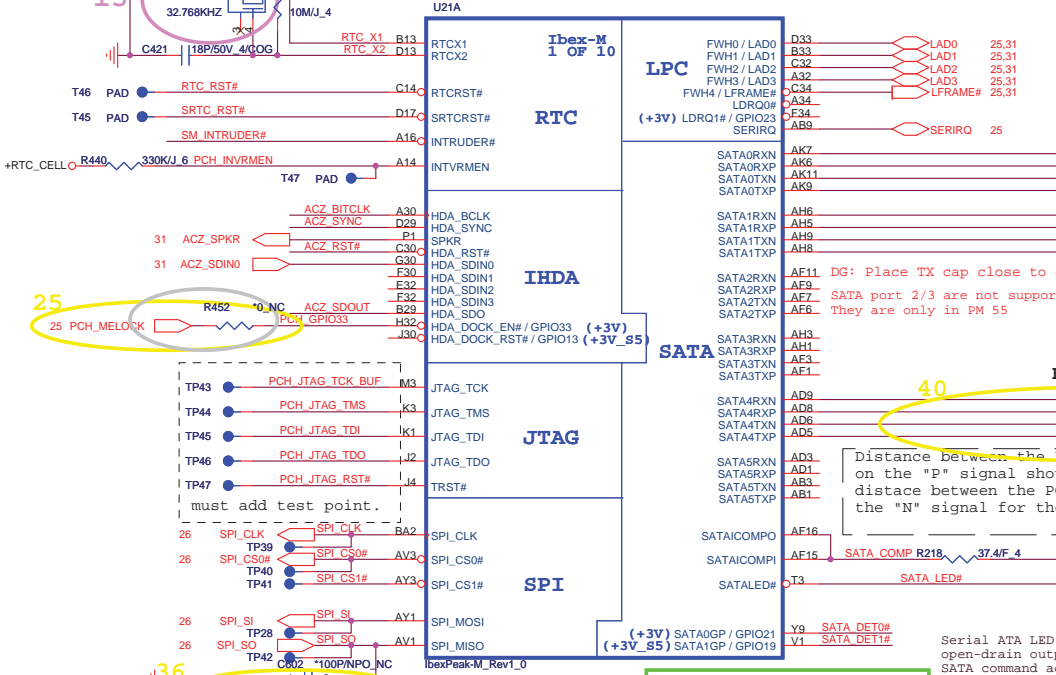 15
32.768KHZ
10M/J_4
3
4
C421
18P/50V_4/COG
U21A
RTC_X1 B13 RTCX1
RTC_X2 D13 RTCX2
Ibex-M
1 OF 10
T46 PAD RTC_RST# C14 RTCRST#
T45 PAD SRTC_RST# D17 SRTCRST#
SM_INTRUDER# A16 INTRUDER#
+RTC_CELL R440 330K/J_6 PCH_INVRMEN A14 INTVRMEN
T47 PAD
RTC
LPC
FWH0 / LAD0 D33 LAD0 25,31
FWH1 / LAD1 B33 LAD1 25,31
FWH2 / LAD2 C32 LAD2 25,31
FWH3 / LAD3 A32 LAD3 25,31
FWH4 / LFRAME# C34 LFRAME# 25,31
LDRQ0# A34
(+3V) LDRQ1# / GPIO23 F34
SERIRQ AB9 SERIRQ 25
ACZ_BITCLK A30 HDA_BCLK
ACZ_SYNC D29 HDA_SYNC
31 ACZ_SPKR P1 SPKR
ACZ_RST# C30 HDA_RST#
31 ACZ_SDIN0 G30 HDA_SDIN0
F30 HDA_SDIN1
E32 HDA_SDIN2
F32 HDA_SDIN3
ACZ_SDOUT B29 HDA_SDO
25
25 PCH_MELOCK R452 *0_NC PCH_GPIO33 H32 HDA_DOCK_EN# / GPIO33 (+3V)
J30 HDA_DOCK_RST# / GPIO13 (+3V_S5)
IHDA
SATA
SATA0RXN AK7
SATA0RXP AK6
SATA0TXN AK11
SATA0TXP AK9
SATA1RXN AH6
SATA1RXP AH5
SATA1TXN AH9
SATA1TXP AH8
SATA2RXN AF11
SATA2RXP AF9
SATA2TXN AF7
SATA2TXP AF6
DG: Place TX cap close to
SATA port 2/3 are not suppor
They are only in PM 55
SATA3RXN AH3
SATA3RXP AH1
SATA3TXN AF3
SATA3TXP AF1
40
SATA4RXN AD9
SATA4RXP AD8
SATA4TXN AD6
SATA4TXP AD5
SATA5RXN AD3
SATA5RXP AD1
SATA5TXN AB3
SATA5TXP AB1
Distance between the
on the "P" signal sho
distace between the P
the "N" signal for th
TP43 PCH_JTAG_TCK_BUF M3 JTAG_TCK
TP44 PCH_JTAG_TMS K3 JTAG_TMS
TP45 PCH_JTAG_TDI K1 JTAG_TDI
TP46 PCH_JTAG_TDO J2 JTAG_TDO
TP47 PCH_JTAG_RST# J4 TRST#
must add test point.
JTAG
SATAICOMPO AF16
SATAICOMPI AF15 SATA_COMP R218 37.4/F_4
SATALED# T3 SATA_LED#
26 SPI_CLK SPI_CLK BA2 SPI_CLK
TP39
26 SPI_CS0# SPI_CS0# AV3 SPI_CS0#
TP40
TP41 SPI_CS1# AY3 SPI_CS1#
SPI
26 SPI_SI SPI_SI AY1 SPI_MOSI
TP28
26 SPI_SO SPI_SO AV1 SPI_MISO
TP42
(+3V) SATA0GP / GPIO21 Y9 SATA_DET0#
(+3V_S5) SATA1GP / GPIO19 V1 SATA_DET1#
36
C602 *100P/NPO_NC
IbexPeak-M_Rev1_0
Serial ATA LED
open-drain outp
SATA command ac